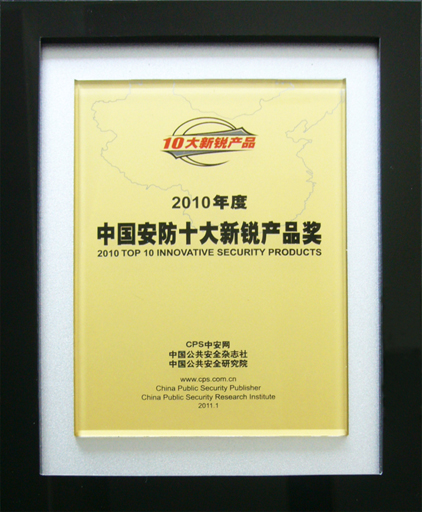 10大新锐产品
2010年度
中国安防十大新锐产品奖
2010 TOP 10 INNOVATIVE SECURITY PRODUCTS
CPS中安网
中国公共安全杂志社
中国公共安全研究院
www.cps.com.cn
China Public Security Publisher
China Public Security Research Institute
2011.1